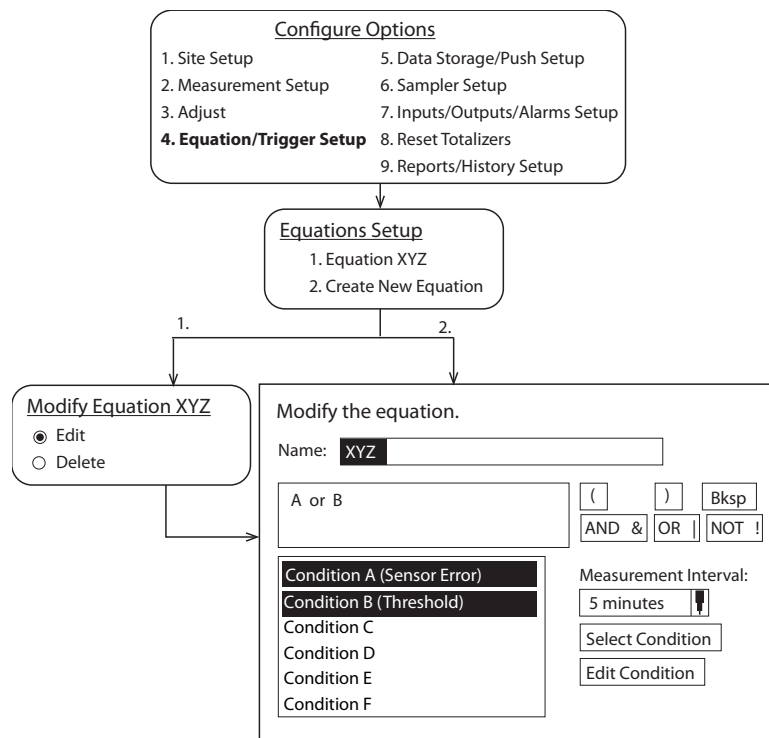 Configure Options
1. Site Setup
2. Measurement Setup
3. Adjust
4. Equation/Trigger Setup
5. Data Storage/Push Setup
6. Sampler Setup
7. Inputs/Outputs/Alarms Setup
8. Reset Totalizers
9. Reports/History Setup
Equations Setup
1. Equation XYZ
2. Create New Equation
1.
2.
Modify Equation XYZ
Edit
Delete
Modify the equation.
Name: XYZ
A or B
( ) Bksp
AND & OR | NOT !
Condition A (Sensor Error)
Condition B (Threshold)
Condition C
Condition D
Condition E
Condition F
Measurement Interval:
5 minutes
Select Condition
Edit Condition